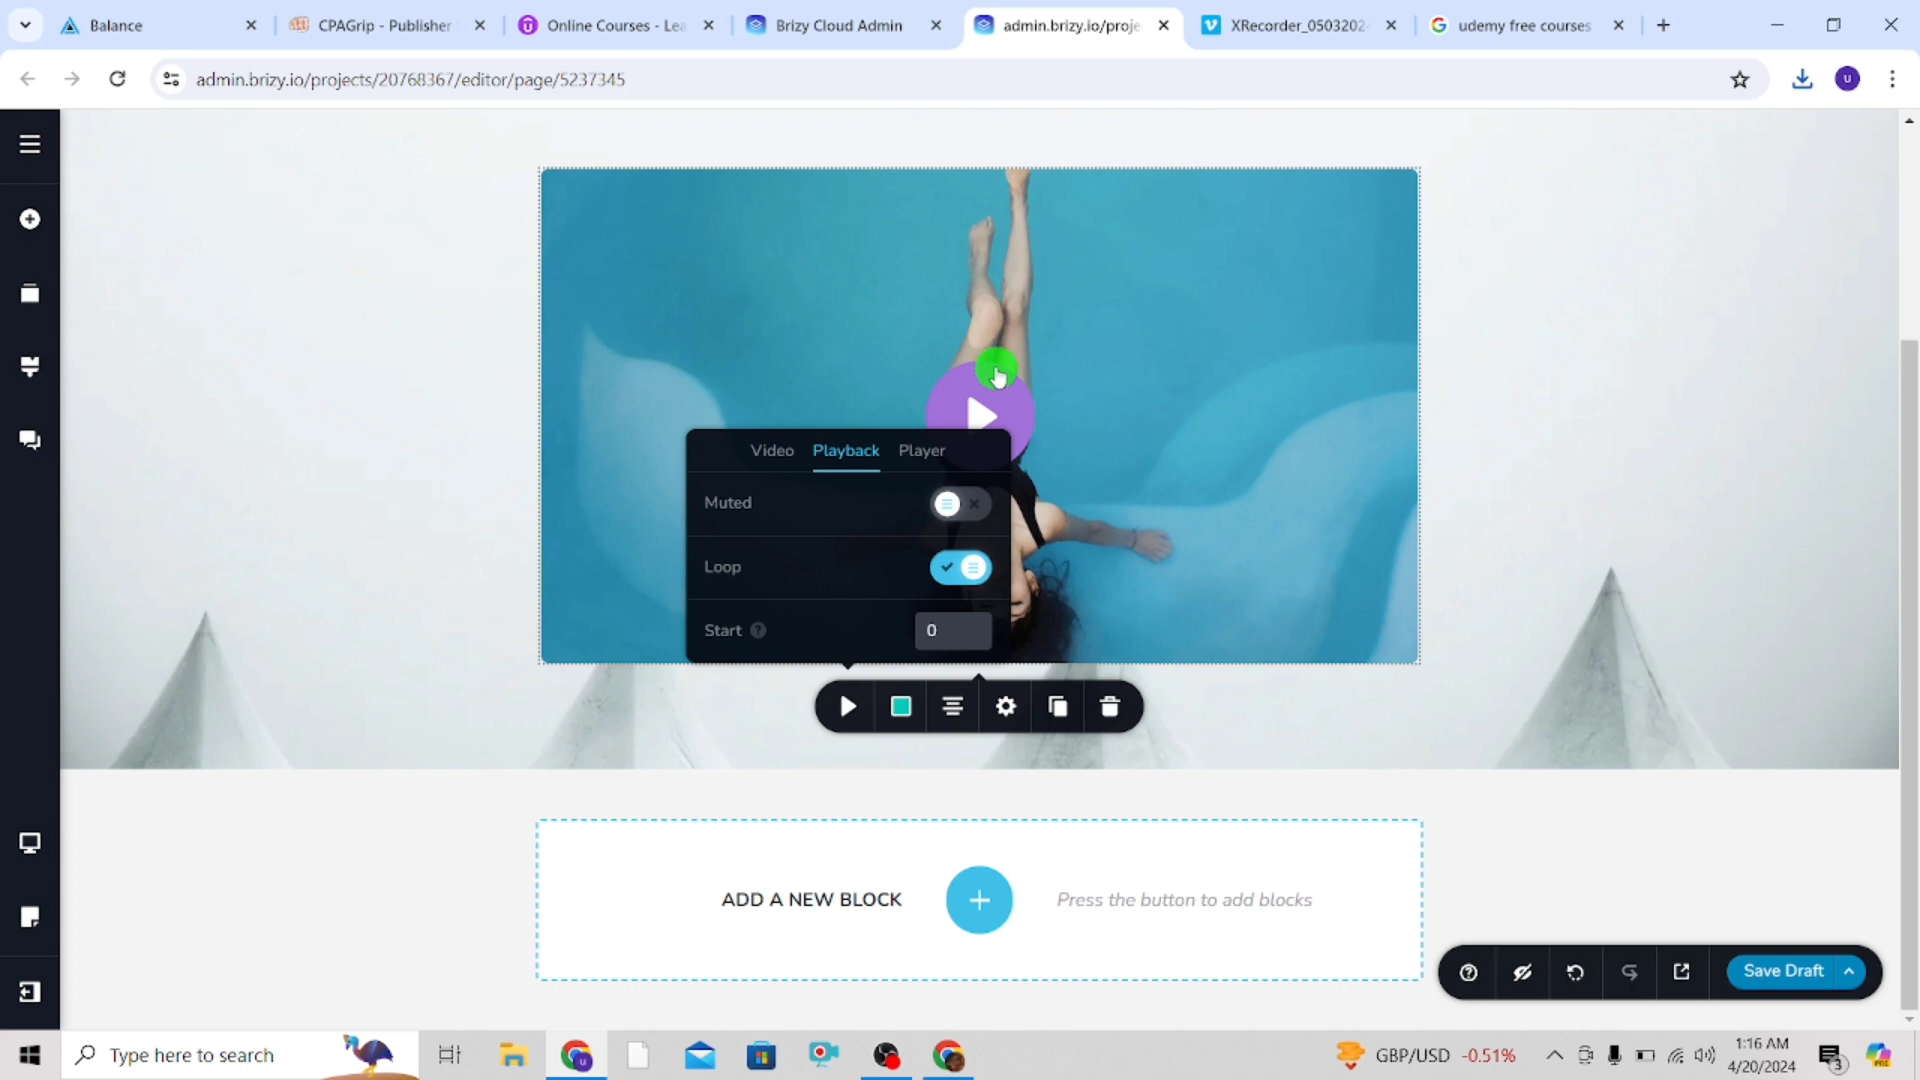 Balance
CPAGrip - Publisher
Online Courses - Lea
Brizy Cloud Admin
admin.brizy.io/proje
XRecorder_0503202
udemy free courses
admin.brizy.io/projects/20768367/editor/page/5237345
u
Video Playback Player
Muted
Loop
Start ? 0
ADD A NEW BLOCK
Press the button to add blocks
Save Draft
Type here to search
GBP/USD -0.51%
1:16 AM
4/20/2024
3